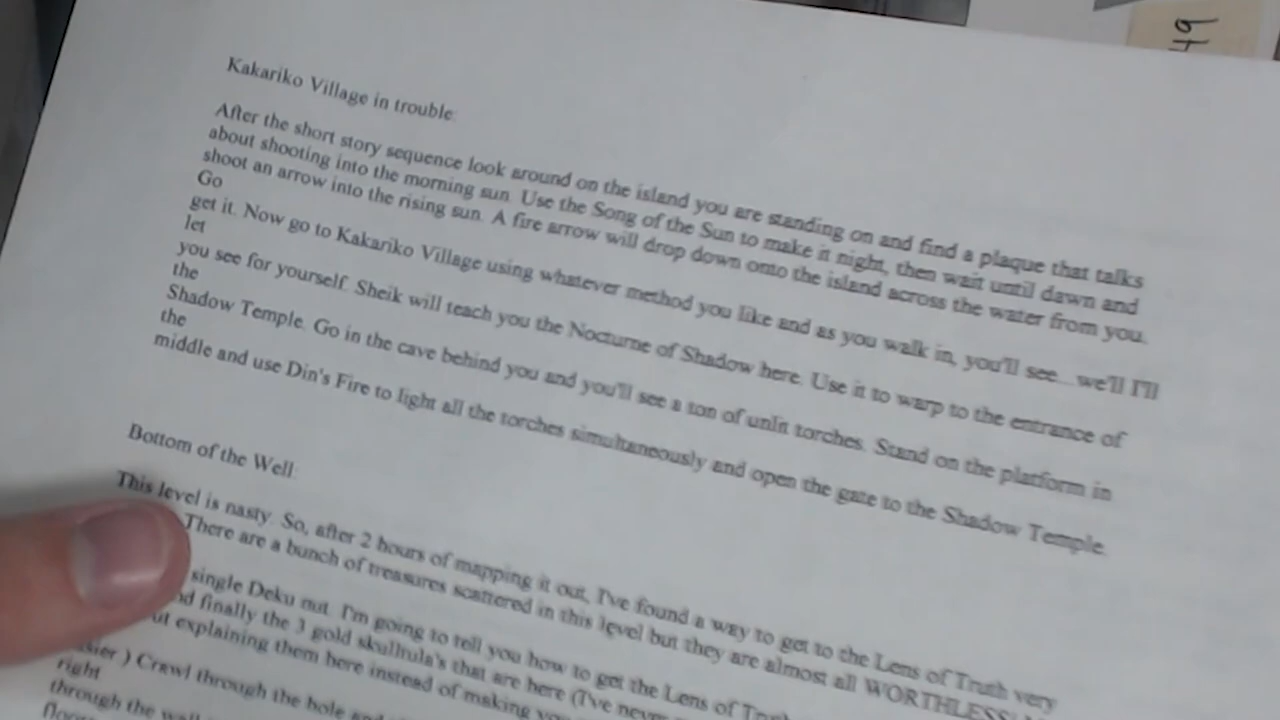 49
Kakariko Village in trouble:
After the short story sequence look around on the island you are standing on and find a plaque that talks
about shooting into the morning sun. Use the Song of the Sun to make it night, then wait until dawn and
shoot an arrow into the rising sun. A fire arrow will drop down onto the island across the water from you.
Go
get it. Now go to Kakariko Village using whatever method you like and as you walk in, you'll see... we'll I'll
let
you see for yourself. Sheik will teach you the Nocturne of Shadow here. Use it to warp to the entrance of
the
Shadow Temple. Go in the cave behind you and you'll see a ton of unlit torches. Stand on the platform in
the
middle and use Din's Fire to light all the torches simultaneously and open the gate to the Shadow Temple.
Bottom of the Well:
This level is nasty. So, after 2 hours of mapping it out, I've found a way to get to the Lens of Truth very
There are a bunch of treasures scattered in this level but they are almost all WORTHLESS!
single Deku nut. I'm going to tell you how to get the Lens of Truth
finally the 3 gold skullrula's that are here (I've never
explaining them here instead of making
) Crawl through the hole and
right
through the wall